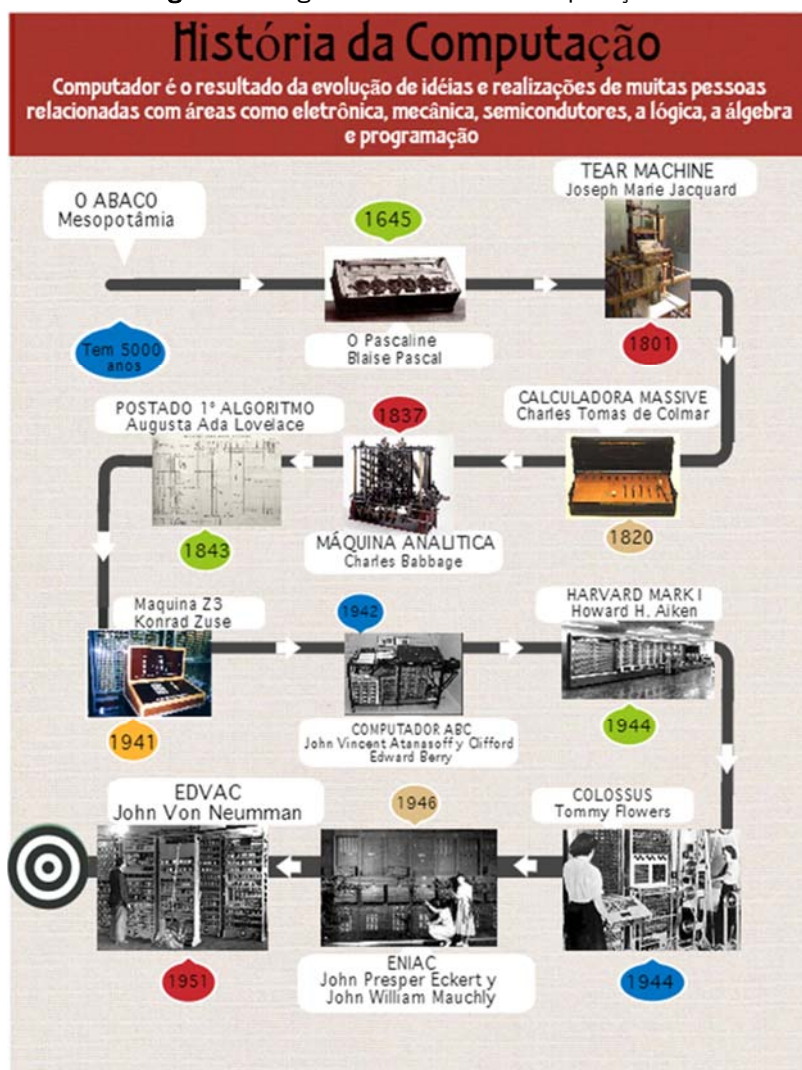 História da Computação
Computador é o resultado da evolução de idéias e realizações de muitas pessoas
relacionadas com áreas como eletrônica, mecânica, semicondutores, a lógica, a álgebra
e programação
O ABACO
Mesopotâmia
Tem 5000
anos
1645
O Pascaline
Blaise Pascal
TEAR MACHINE
Joseph Marie Jacquard
1801
CALCULADORA MASSIVE
Charles Tomas de Colmar
1820
1837
MÁQUINA ANALITICA
Charles Babbage
POSTADO 1º ALGORITMO
Augusta Ada Lovelace
1843
Maquina Z3
Konrad Zuse
1941
1942
COMPUTADOR ABC
John Vincent Atanasoff y Clifford
Edward Berry
HARVARD MARK I
Howard H. Aiken
1944
COLOSSUS
Tommy Flowers
1944
1946
ENIAC
John Presper Eckert y
John William Mauchly
EDVAC
John Von Neumman
1951